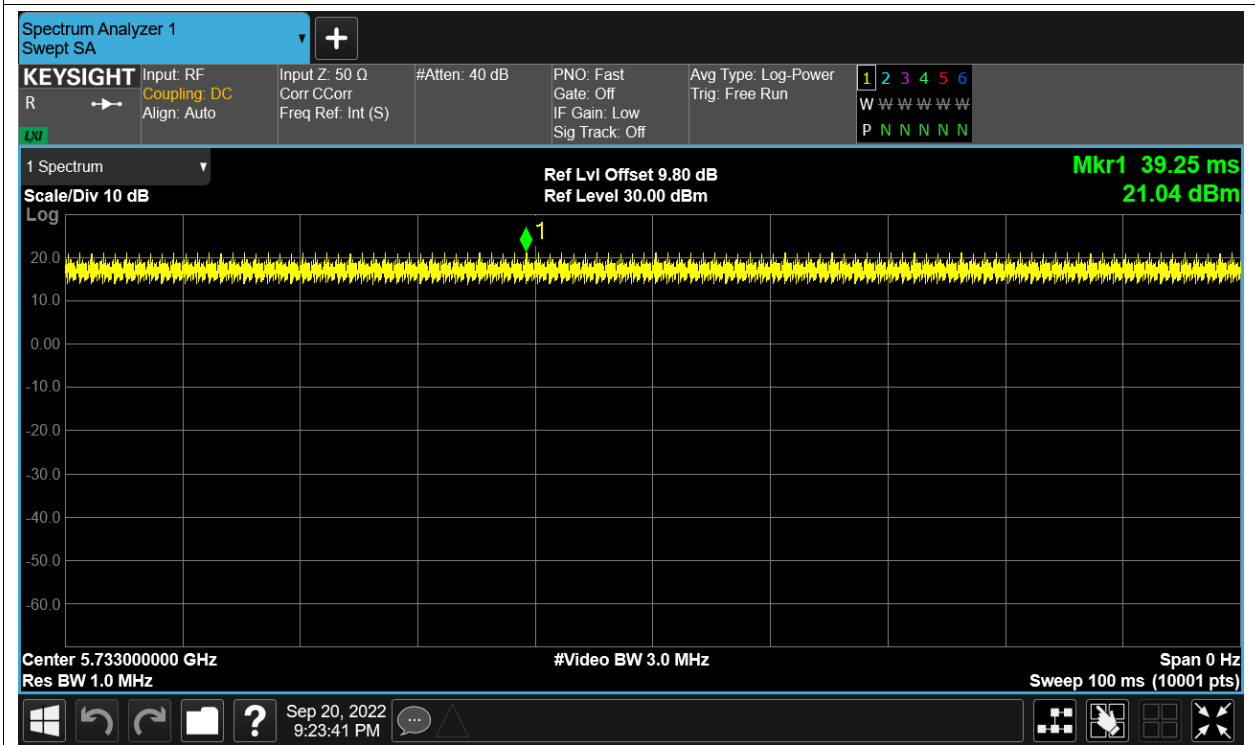 Spectrum Analyzer 1
Swept SA
KEYSIGHT Input: RF Input Z: 50 Ω #Atten: 40 dB PNO: Fast Avg Type: Log-Power 1 2 3 4 5 6
R Coupling: DC Corr CCorr Gate: Off Trig: Free Run W W W W W W
Align: Auto Freq Ref: Int (S) IF Gain: Low
LXI Sig Track: Off P N N N N N
1 Spectrum Ref Lvl Offset 9.80 dB Mkr1 39.25 ms
Scale/Div 10 dB Ref Level 30.00 dBm 21.04 dBm
Log
1
20.0
10.0
0.00
-10.0
-20.0
-30.0
-40.0
-50.0
-60.0
Center 5.733000000 GHz #Video BW 3.0 MHz Span 0 Hz
Res BW 1.0 MHz Sweep 100 ms (10001 pts)
? Sep 20, 2022
9:23:41 PM